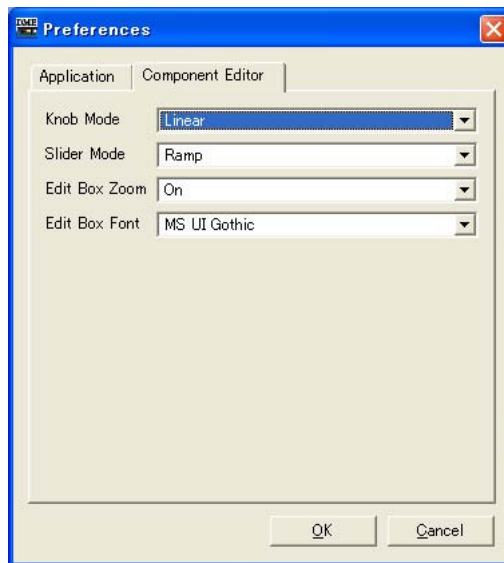 DME Preferences
Application Component Editor
Knob Mode Linear
Slider Mode Ramp
Edit Box Zoom On
Edit Box Font MS UI Gothic
OK Cancel